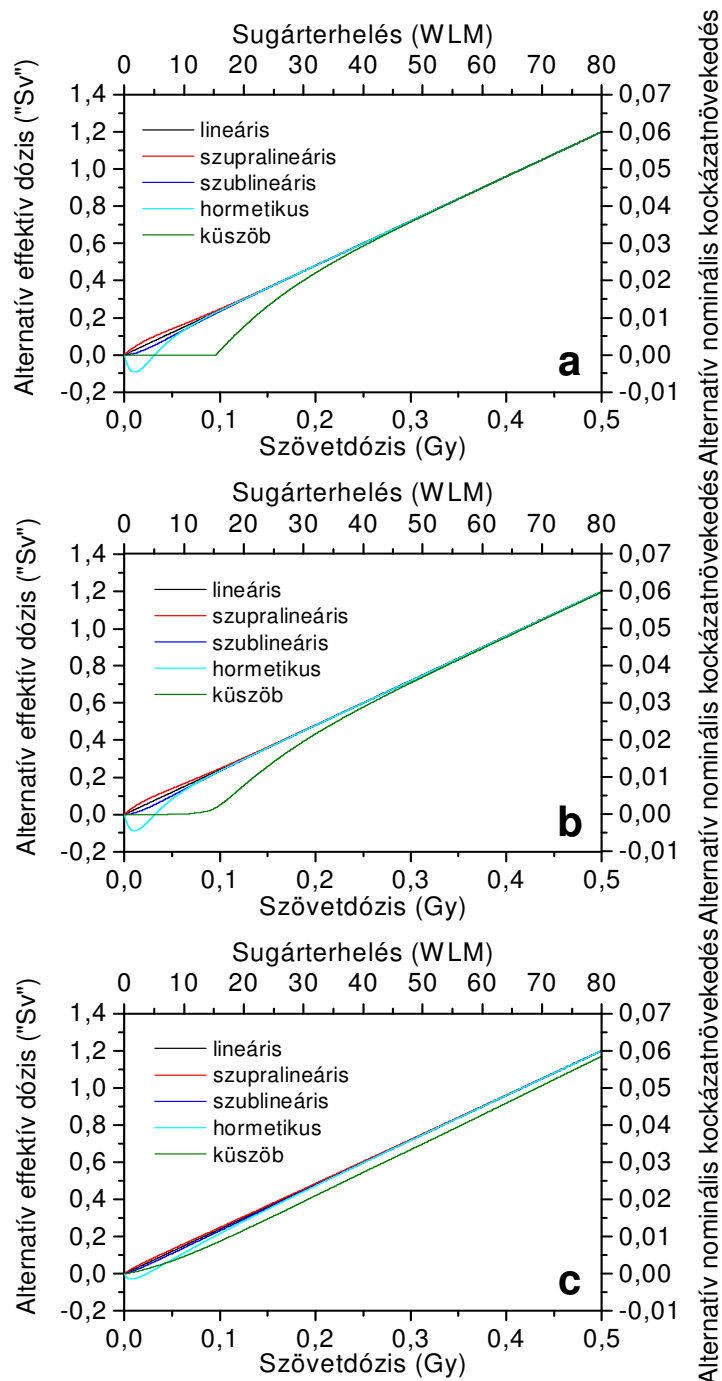 Sugárterhelés (WLM)
0 10 20 30 40 50 60 70 80
Alternatív effektív dózis ("Sv")
1,4
1,2
1,0
0,8
0,6
0,4
0,2
0,0
-0,2
lineáris
szupralineáris
szublineáris
hormetikus
küszöb
a
0,07
0,06
0,05
0,04
0,03
0,02
0,01
0,00
-0,01
Alternatív nominális kockázatnövekedés
0,0 0,1 0,2 0,3 0,4 0,5
Szövetdózis (Gy)
Sugárterhelés (WLM)
0 10 20 30 40 50 60 70 80
Alternatív effektív dózis ("Sv")
1,4
1,2
1,0
0,8
0,6
0,4
0,2
0,0
-0,2
lineáris
szupralineáris
szublineáris
hormetikus
küszöb
b
0,07
0,06
0,05
0,04
0,03
0,02
0,01
0,00
-0,01
Alternatív nominális kockázatnövekedés
0,0 0,1 0,2 0,3 0,4 0,5
Szövetdózis (Gy)
Sugárterhelés (WLM)
0 10 20 30 40 50 60 70 80
Alternatív effektív dózis ("Sv")
1,4
1,2
1,0
0,8
0,6
0,4
0,2
0,0
-0,2
lineáris
szupralineáris
szublineáris
hormetikus
küszöb
c
0,07
0,06
0,05
0,04
0,03
0,02
0,01
0,00
-0,01
Alternatív nominális kockázatnövekedés
0,0 0,1 0,2 0,3 0,4 0,5
Szövetdózis (Gy)